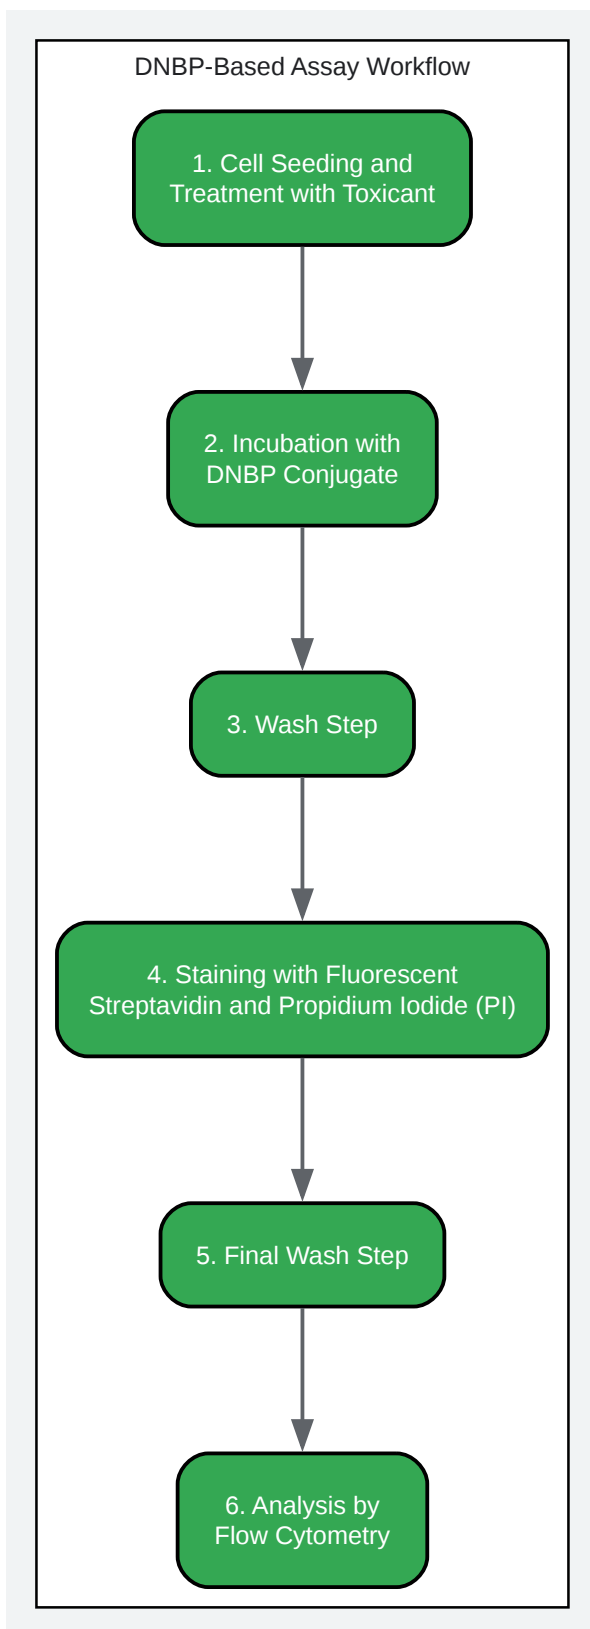 DNBP-Based Assay Workflow
1. Cell Seeding and
Treatment with Toxicant
2. Incubation with
DNBP Conjugate
3. Wash Step
4. Staining with Fluorescent
Streptavidin and Propidium Iodide (PI)
5. Final Wash Step
6. Analysis by
Flow Cytometry